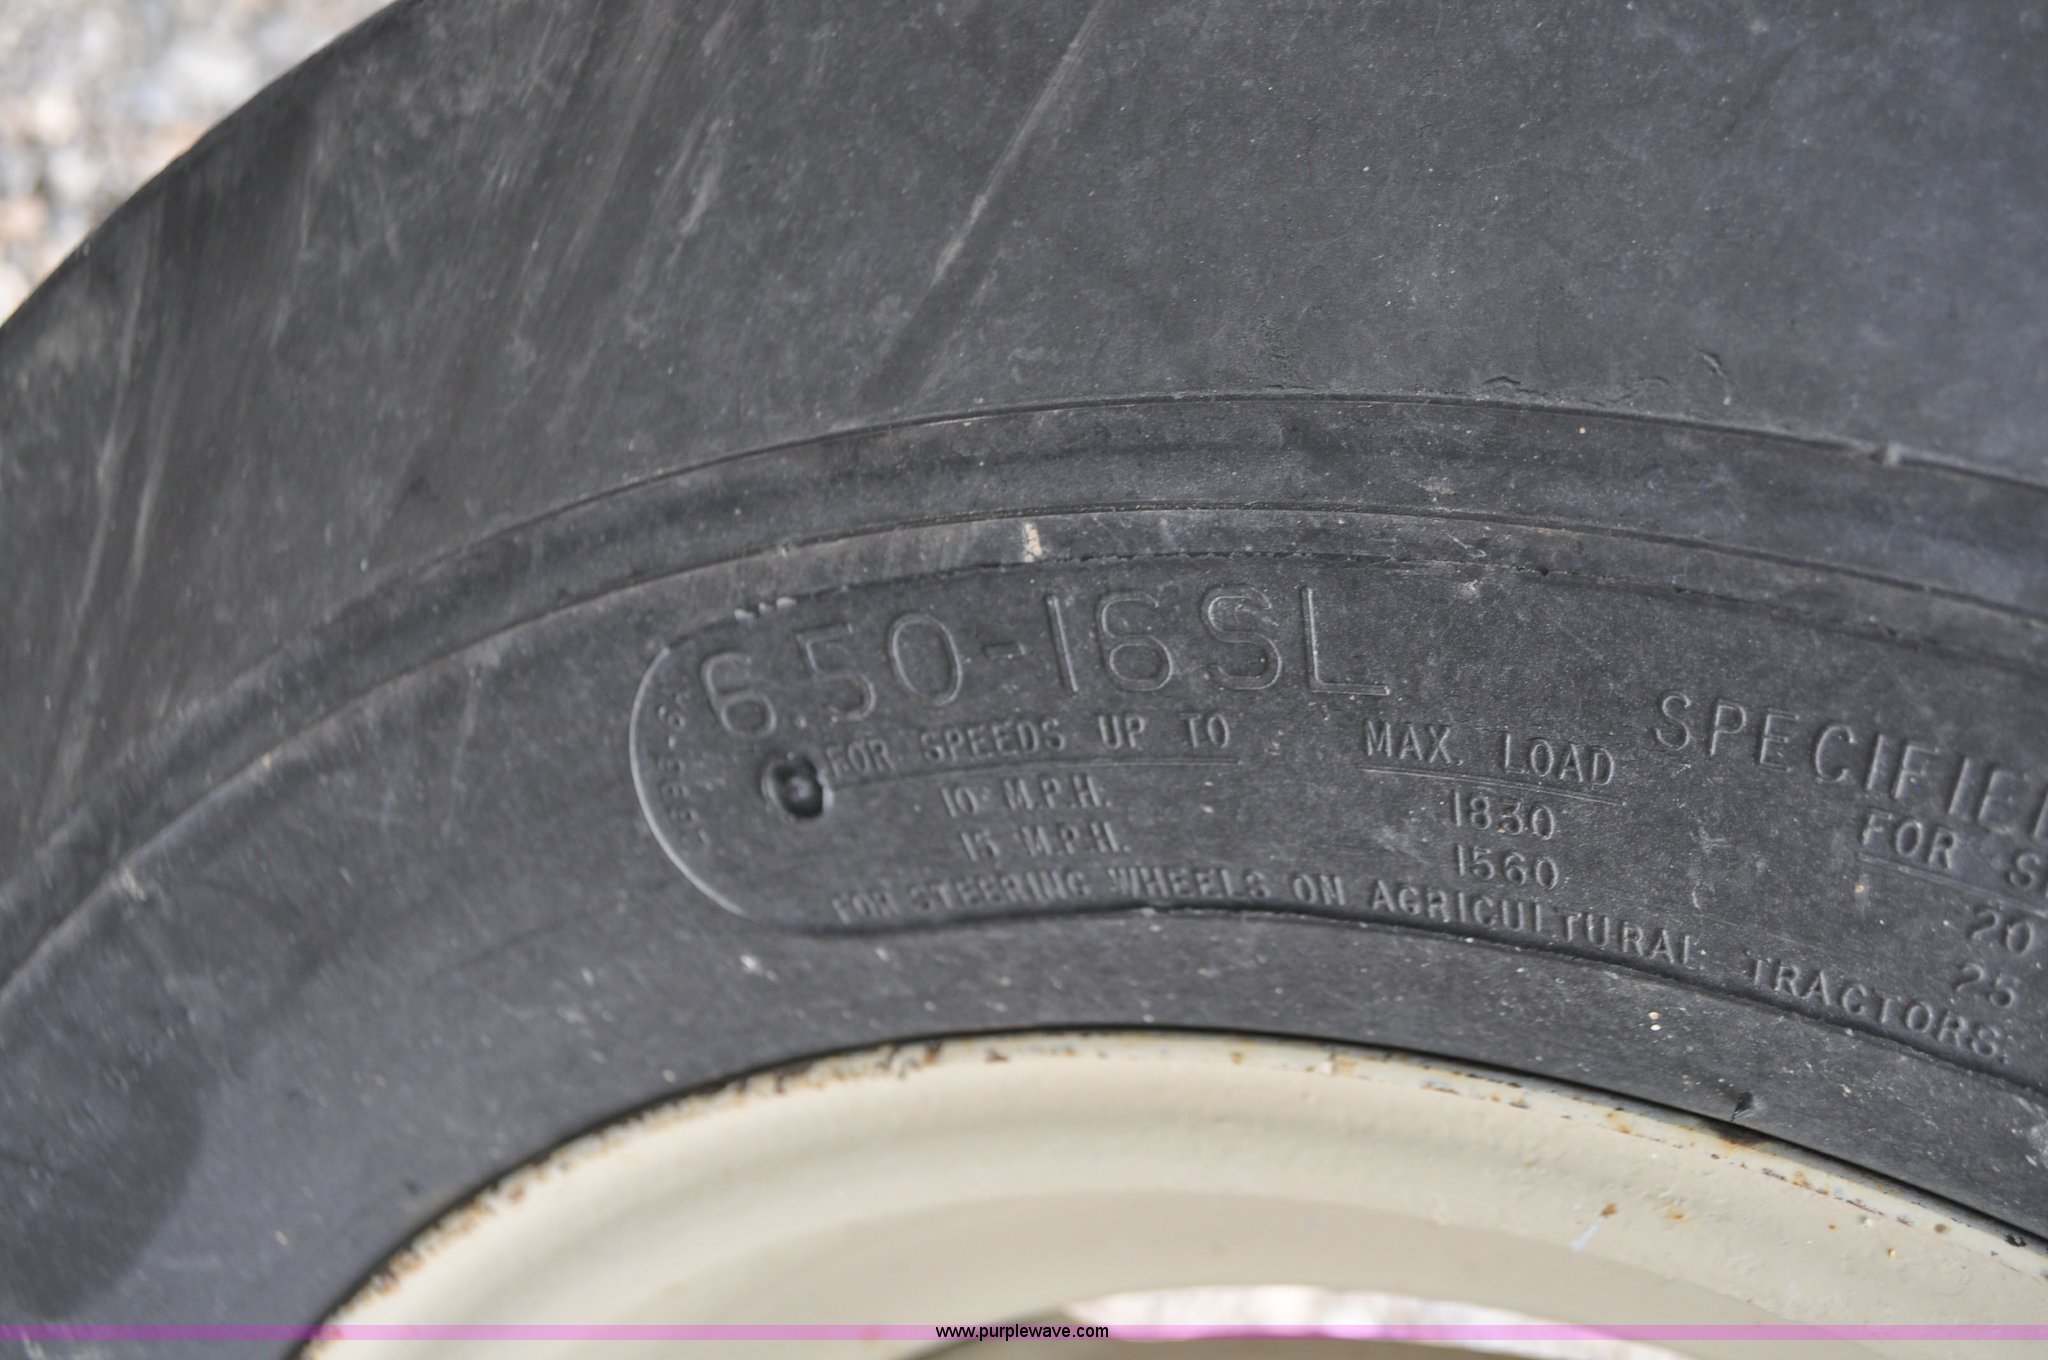 6.50-16SL
FOR SPEEDS UP TO MAX. LOAD
10 M.P.H. 1830
15 M.P.H. 1560
FOR STEERING WHEELS ON AGRICULTURAL TRACTORS.
FOR
20
25
www.purplewave.com